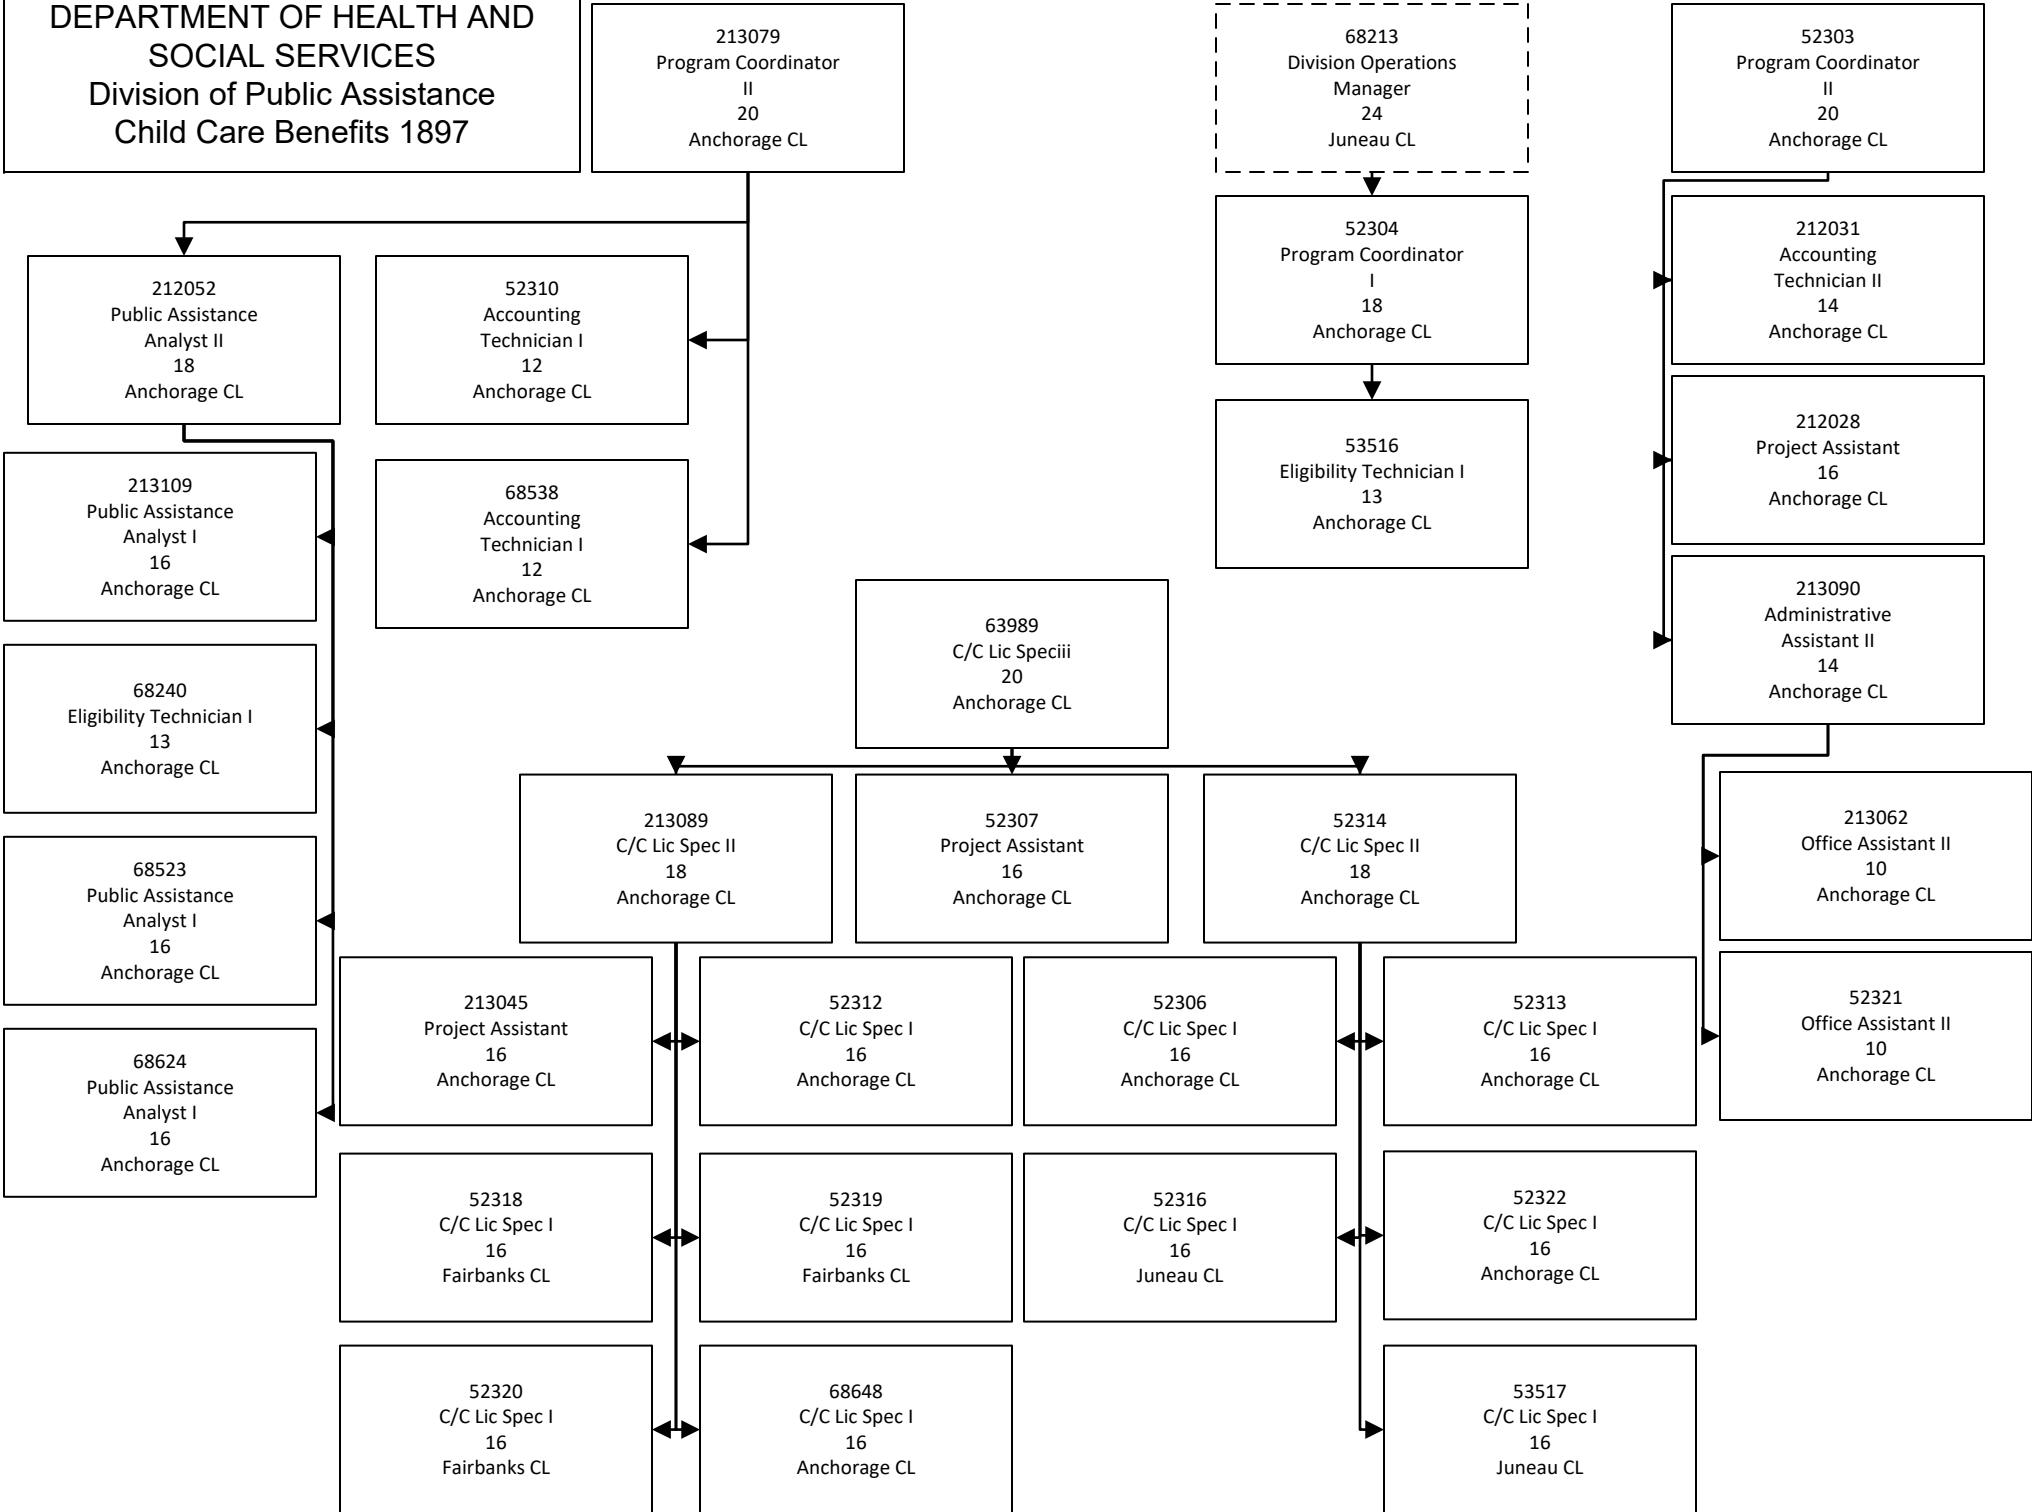 DEPARTMENT OF HEALTH AND
SOCIAL SERVICES
Division of Public Assistance
Child Care Benefits 1897
213079
Program Coordinator
II
20
Anchorage CL
68213
Division Operations
Manager
24
Juneau CL
52303
Program Coordinator
II
20
Anchorage CL
212052
Public Assistance
Analyst II
18
Anchorage CL
52310
Accounting
Technician I
12
Anchorage CL
52304
Program Coordinator
I
18
Anchorage CL
212031
Accounting
Technician II
14
Anchorage CL
213109
Public Assistance
Analyst I
16
Anchorage CL
68538
Accounting
Technician I
12
Anchorage CL
53516
Eligibility Technician I
13
Anchorage CL
212028
Project Assistant
16
Anchorage CL
68240
Eligibility Technician I
13
Anchorage CL
63989
C/C Lic Speciii
20
Anchorage CL
213090
Administrative
Assistant II
14
Anchorage CL
68523
Public Assistance
Analyst I
16
Anchorage CL
213089
C/C Lic Spec II
18
Anchorage CL
52307
Project Assistant
16
Anchorage CL
52314
C/C Lic Spec II
18
Anchorage CL
213062
Office Assistant II
10
Anchorage CL
68624
Public Assistance
Analyst I
16
Anchorage CL
213045
Project Assistant
16
Anchorage CL
52312
C/C Lic Spec I
16
Anchorage CL
52306
C/C Lic Spec I
16
Anchorage CL
52313
C/C Lic Spec I
16
Anchorage CL
52321
Office Assistant II
10
Anchorage CL
52318
C/C Lic Spec I
16
Fairbanks CL
52319
C/C Lic Spec I
16
Fairbanks CL
52316
C/C Lic Spec I
16
Juneau CL
52322
C/C Lic Spec I
16
Anchorage CL
52320
C/C Lic Spec I
16
Fairbanks CL
68648
C/C Lic Spec I
16
Anchorage CL
53517
C/C Lic Spec I
16
Juneau CL